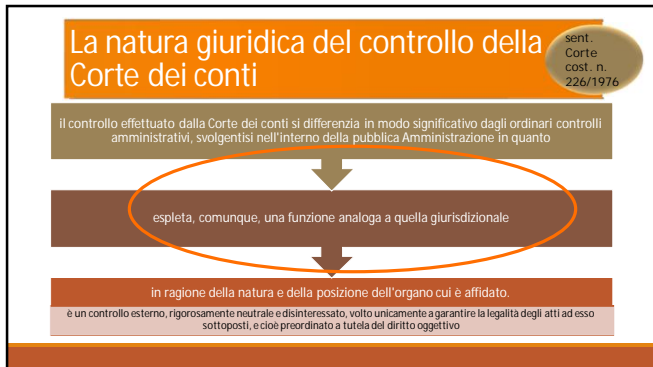 La natura giuridica del controllo della
Corte dei conti
sent.
Corte
cost. n.
226/1976
il controllo effettuato dalla Corte dei conti si differenzia in modo significativo dagli ordinari controlli
amministrativi, svolgentisi nell'interno della pubblica Amministrazione in quanto
espleta, comunque, una funzione analoga a quella giurisdizionale
in ragione della natura e della posizione dell'organo cui è affidato.
è un controllo esterno, rigorosamente neutrale e disinteressato, volto unicamente a garantire la legalità degli atti ad esso
sottoposti, e cioè preordinato a tutela del diritto oggettivo